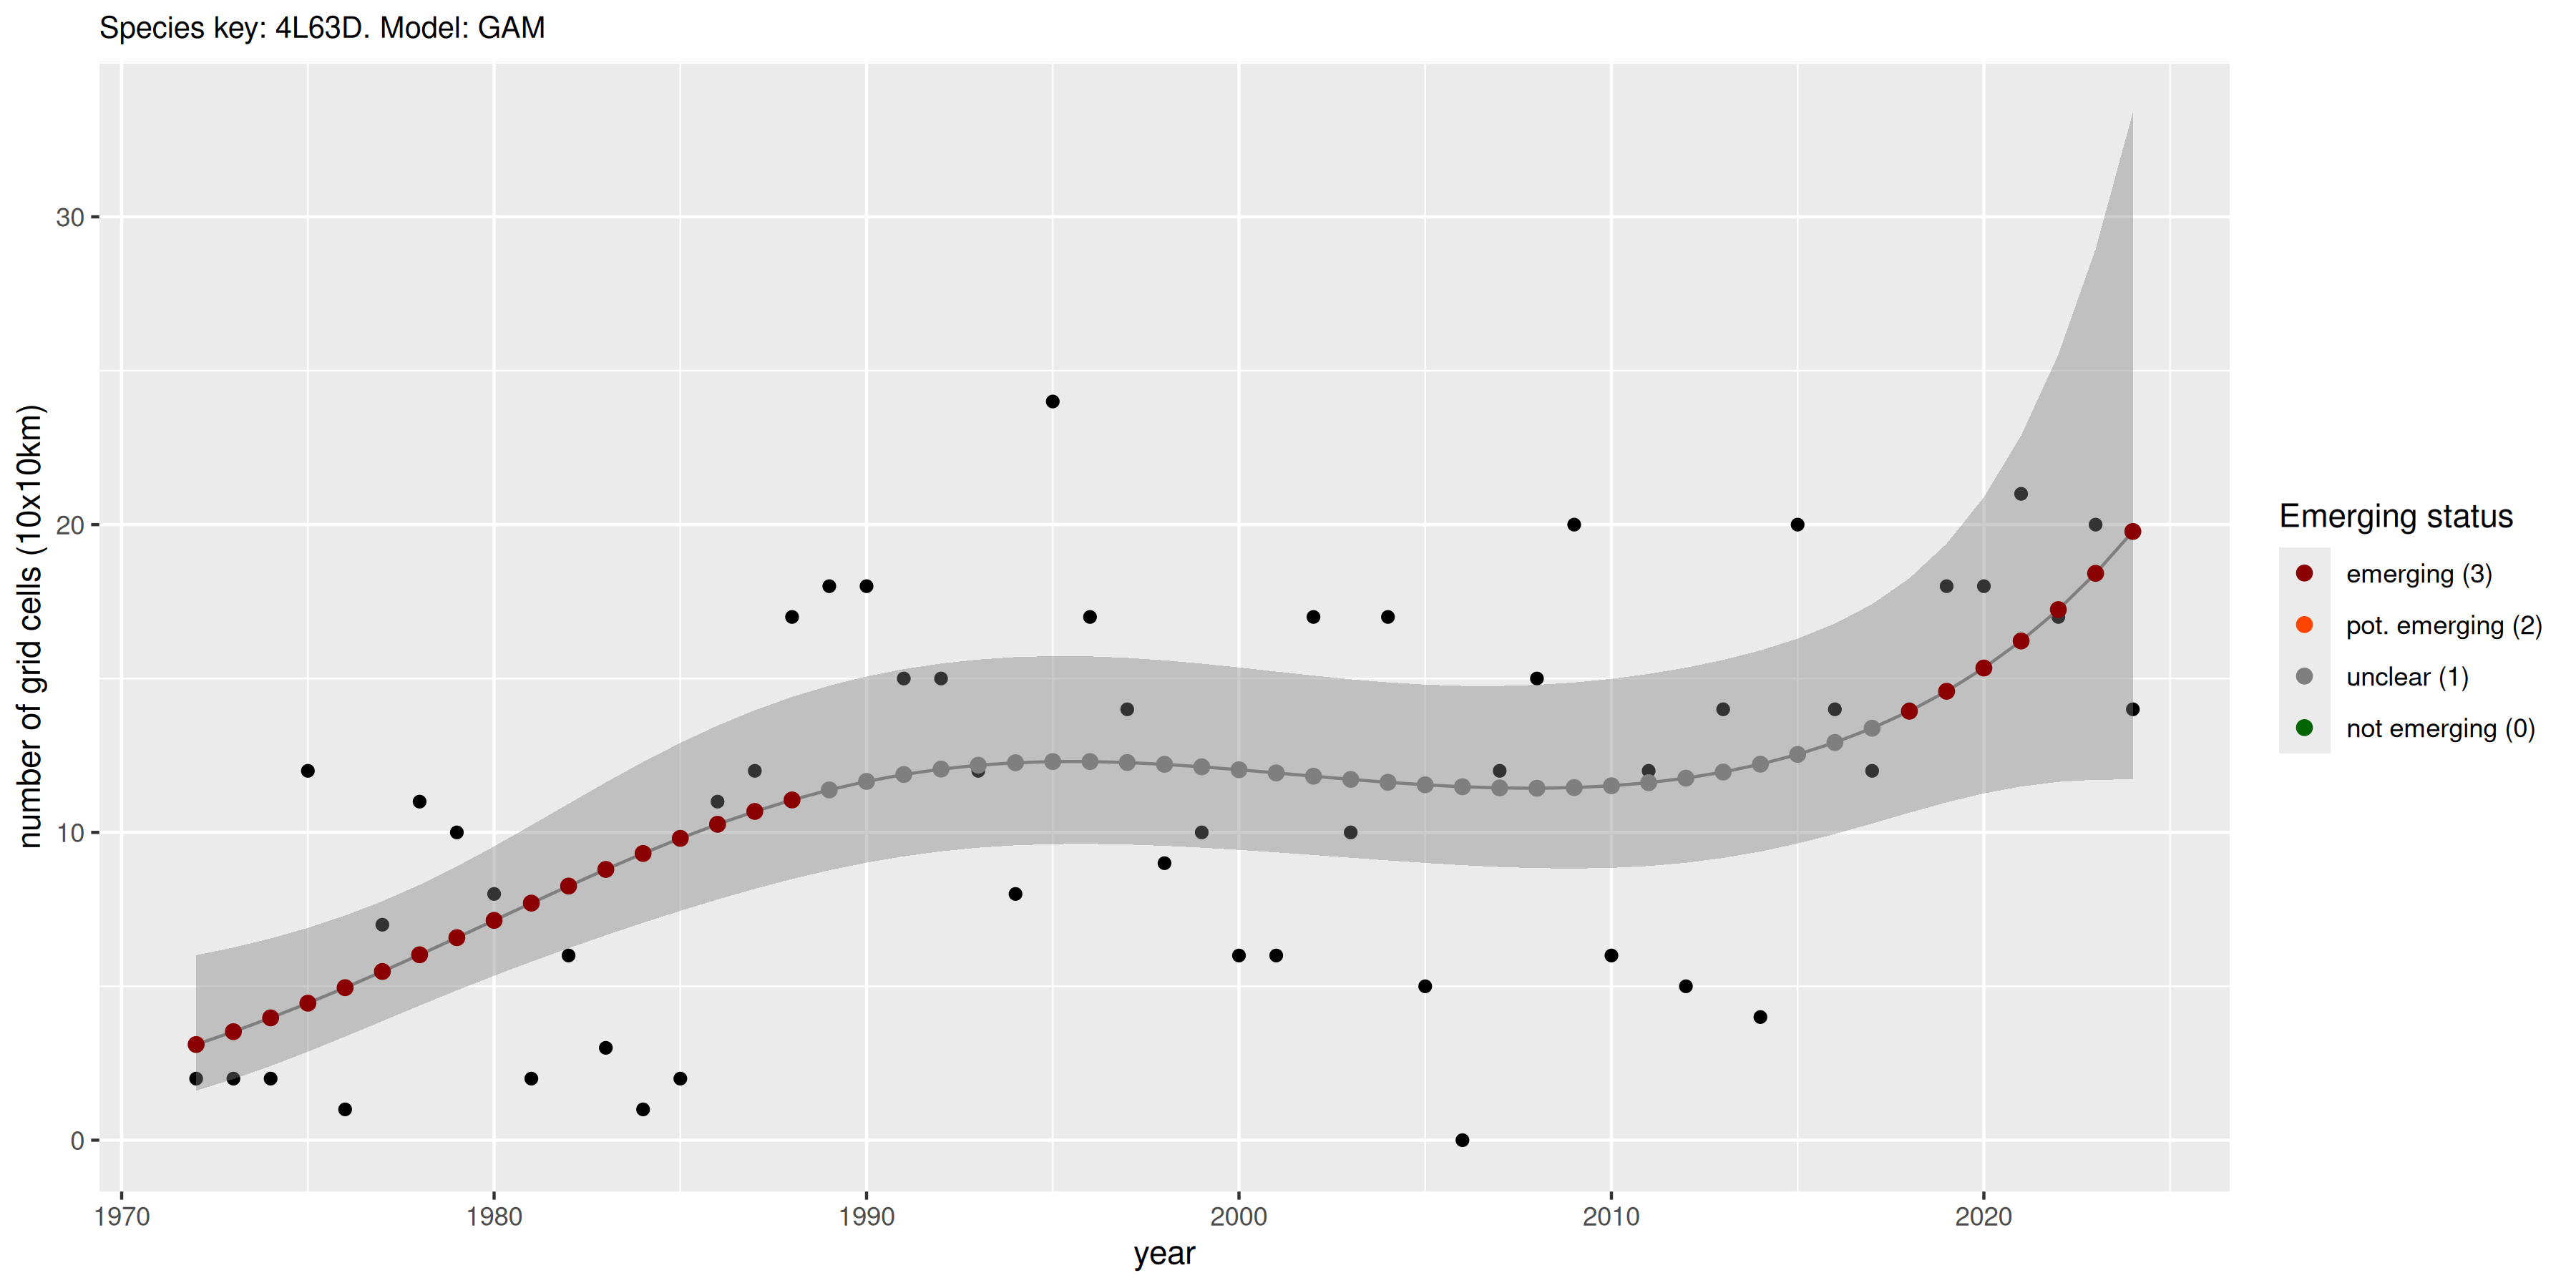 Species key: 4L63D. Model: GAM
number of grid cells (10x10km)
30
20
10
0
1970
1980
1990
2000
2010
2020
year
Emerging status
emerging (3)
pot. emerging (2)
unclear (1)
not emerging (0)